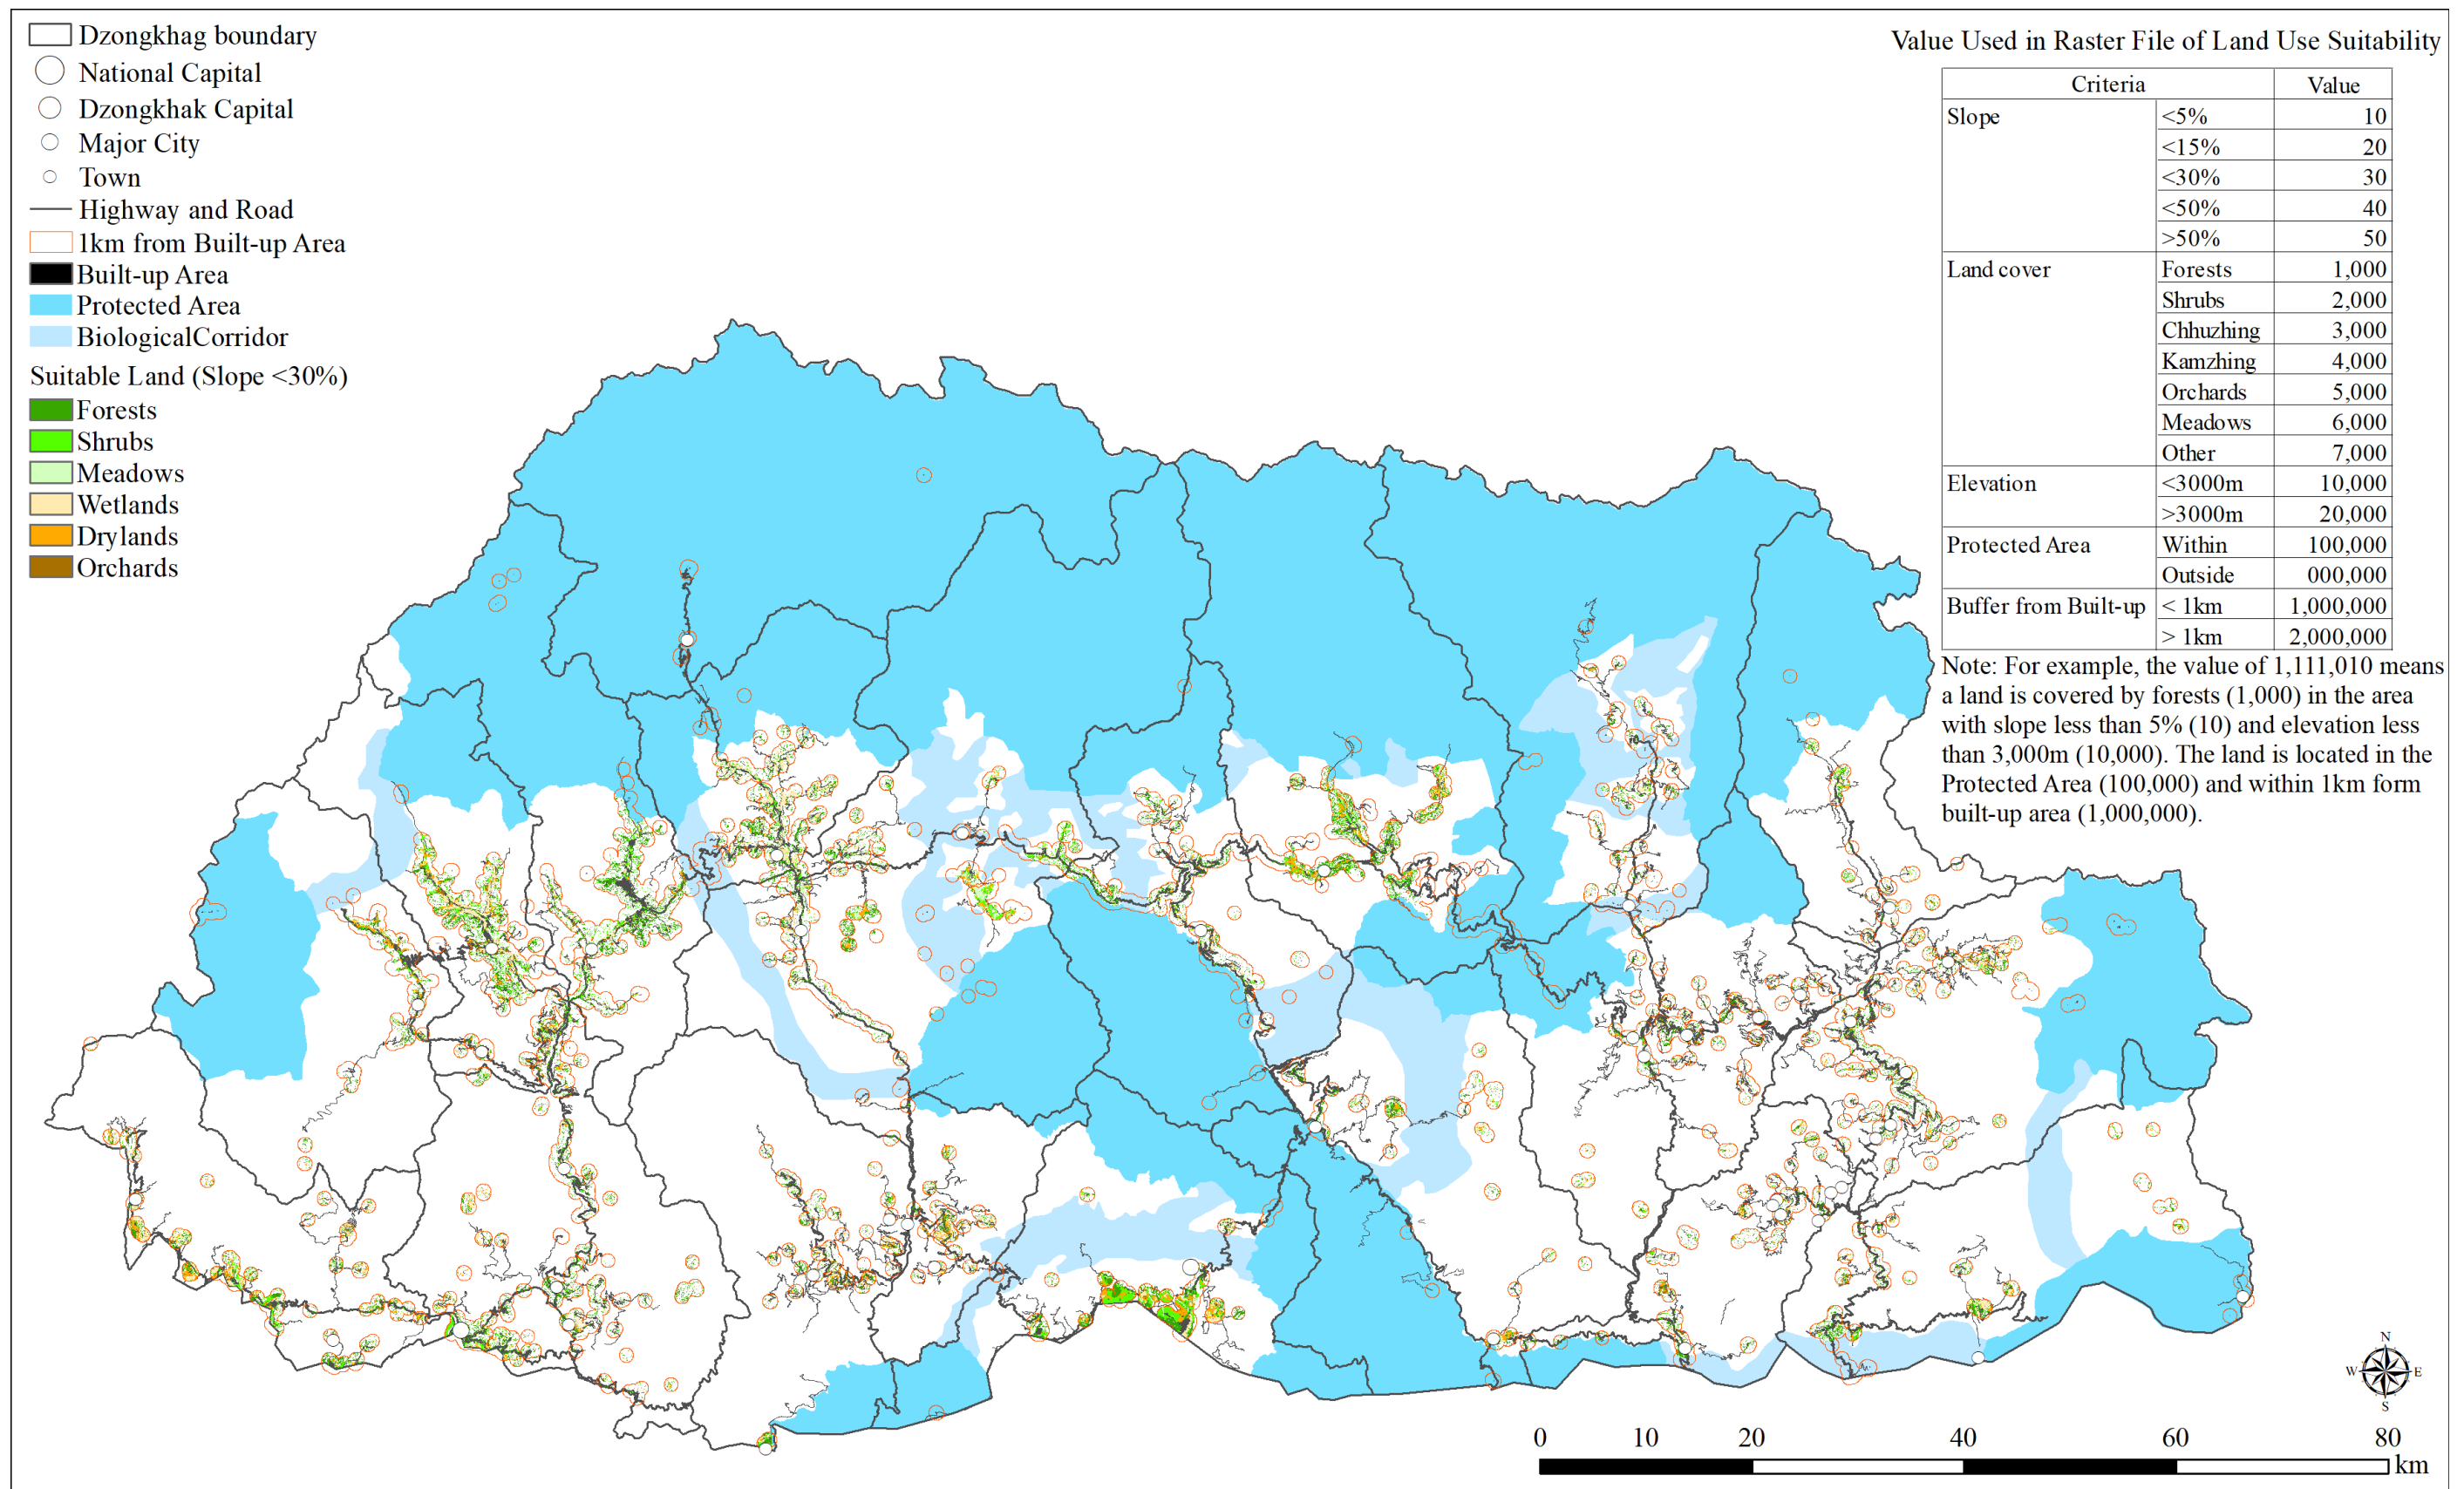 Dzongkhag boundary
National Capital
Dzongkhak Capital
Major City
Town
Highway and Road
1km from Built-up Area
Built-up Area
Protected Area
BiologicalCorridor
Suitable Land (Slope <30%)
Forests
Shrubs
Meadows
Wetlands
Drylands
Orchards
Value Used in Raster File of Land Use Suitability
Criteria Value
Slope <5% 10
<15% 20
<30% 30
<50% 40
>50% 50
Land cover Forests 1,000
Shrubs 2,000
Chhuzhing 3,000
Kamzhing 4,000
Orchards 5,000
Meadows 6,000
Other 7,000
Elevation <3000m 10,000
>3000m 20,000
Protected Area Within 100,000
Outside 000,000
Buffer from Built-up < 1km 1,000,000
> 1km 2,000,000
Note: For example, the value of 1,111,010 means
a land is covered by forests (1,000) in the area
with slope less than 5% (10) and elevation less
than 3,000m (10,000). The land is located in the
Protected Area (100,000) and within 1km form
built-up area (1,000,000).
N
W E
S
0 10 20 40 60 80
km